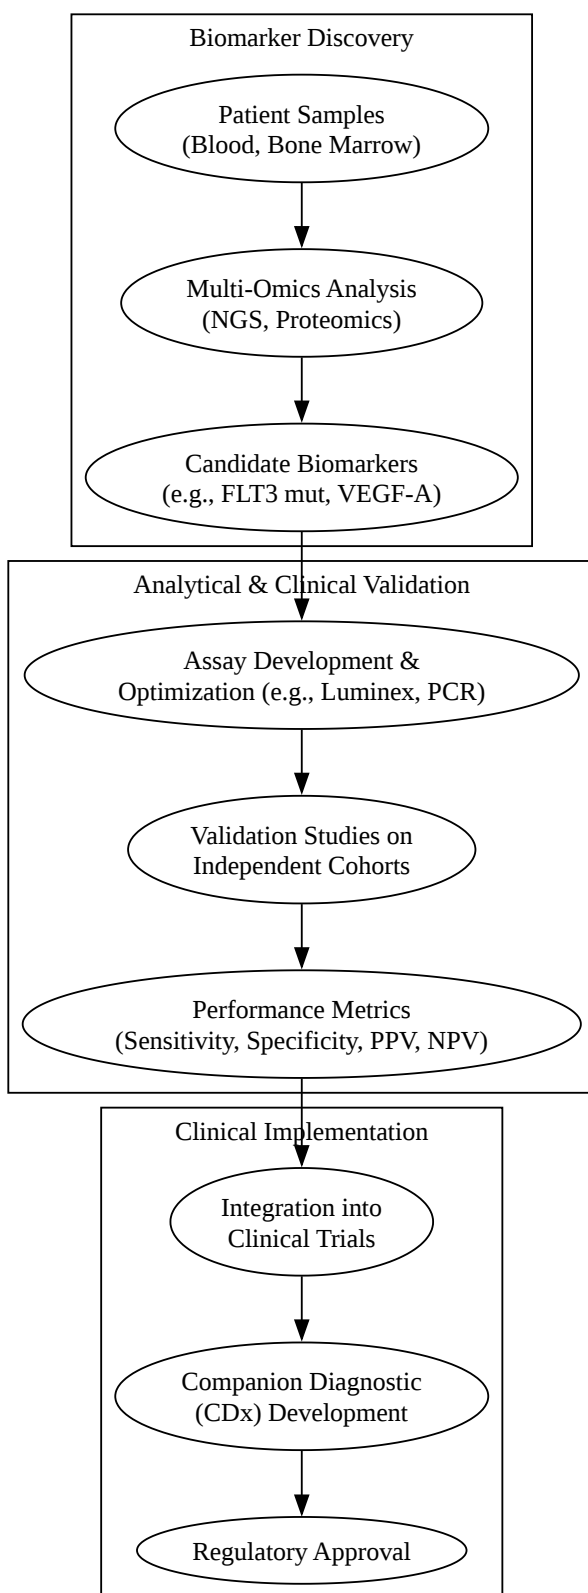 Biomarker Discovery
Patient Samples
(Blood, Bone Marrow)
Multi-Omics Analysis
(NGS, Proteomics)
Candidate Biomarkers
(e.g., FLT3 mut, VEGF-A)
Analytical & Clinical Validation
Assay Development &
Optimization (e.g., Luminex, PCR)
Validation Studies on
Independent Cohorts
Performance Metrics
(Sensitivity, Specificity, PPV, NPV)
Clinical Implementation
Integration into
Clinical Trials
Companion Diagnostic
(CDx) Development
Regulatory Approval